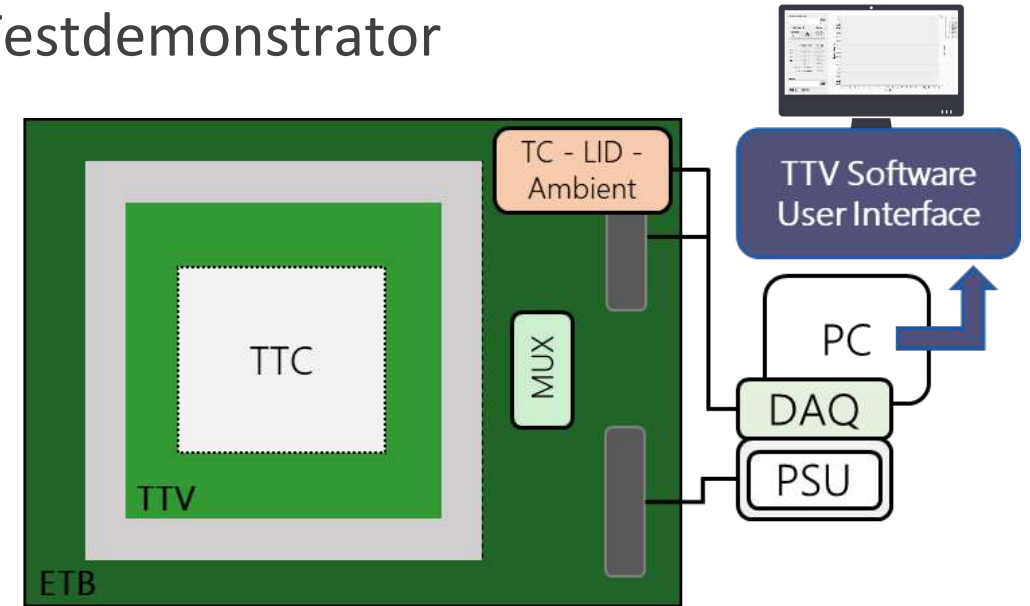 estdemonstrator
TC - LID -
Ambient
TTV Software
User Interface
TTC
MUX
PC
DAQ
PSU
TTV
ETB